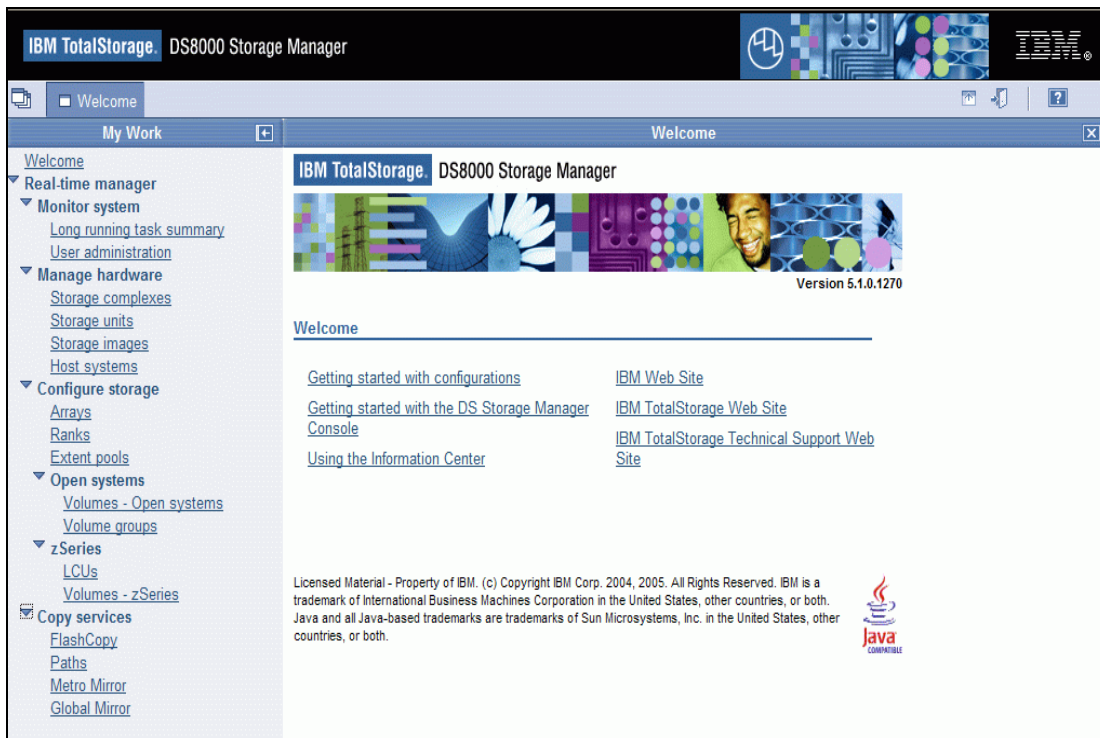 IBM TotalStorage. DS8000 Storage Manager
IBM®
Welcome
?
My Work
Welcome
Welcome
Real-time manager
Monitor system
Long running task summary
User administration
Manage hardware
Storage complexes
Storage units
Storage images
Host systems
Configure storage
Arrays
Ranks
Extent pools
Open systems
Volumes - Open systems
Volume groups
zSeries
LCUs
Volumes - zSeries
Copy services
FlashCopy
Paths
Metro Mirror
Global Mirror
IBM TotalStorage. DS8000 Storage Manager
Version 5.1.0.1270
Welcome
Getting started with configurations
Getting started with the DS Storage Manager
Console
Using the Information Center
IBM Web Site
IBM TotalStorage Web Site
IBM TotalStorage Technical Support Web
Site
Licensed Material - Property of IBM. (c) Copyright IBM Corp. 2004, 2005. All Rights Reserved. IBM is a
trademark of International Business Machines Corporation in the United States, other countries, or both.
Java and all Java-based trademarks are trademarks of Sun Microsystems, Inc. in the United States, other
countries, or both.
Java
COMPATIBLE